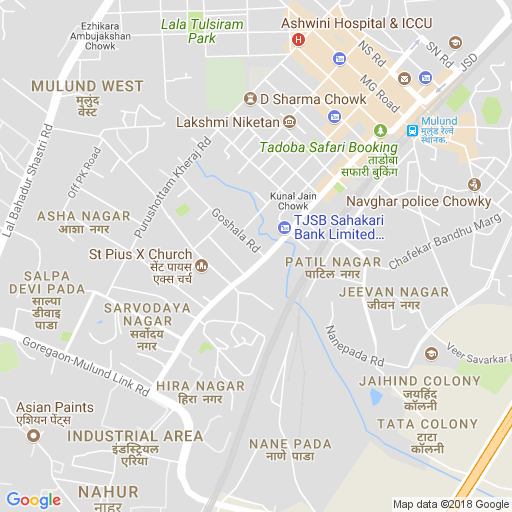 Ezhikara
Ambujakshan
Chowk
Lala Tulsiram
Park
Ashwini Hospital & ICCU
NS Rd
SN Rd
JSD
MG Road
MULUND WEST
मुलुंड
वेस्ट
D Sharma Chowk
Lakshmi Niketan
Mulund
मुलुंड रेल्वे
स्थानक.
Tadoba Safari Booking
ताडोबा
सफारी बुकिंग
Lal Bahadur Shastri Rd
Off PK Road
Purushottam Kheraj Rd
Kunal Jain
Chowk
Navghar police Chowky
ASHA NAGAR
आशा नगर
Goshala Rd
TJSB Sahakari
Bank Limited...
Chafekar Bandhu Marg
St Pius X Church
सेंट पायस
एक्स चर्च
PATIL NAGAR
पाटिल नगर
SALPA
DEVI PADA
साल्पा
डीवाइ
पाडा
JEEVAN NAGAR
जीवन नगर
SARVODAYA
NAGAR
सर्वोदय
नगर
Nanepada Rd
Veer Savarkar
Goregaon-Mulund Link Rd
HIRA NAGAR
हिरा नगर
JAIHIND COLONY
जयहिंद
कॉलनी
Asian Paints
एशियन पेंट्स
TATA COLONY
टाटा
कॉलनी
INDUSTRIAL AREA
इंडस्ट्रियल
एरिया
NANE PADA
नाणे पाडा
NAHUR
नाहुर
Google
Map data ©2018 Google